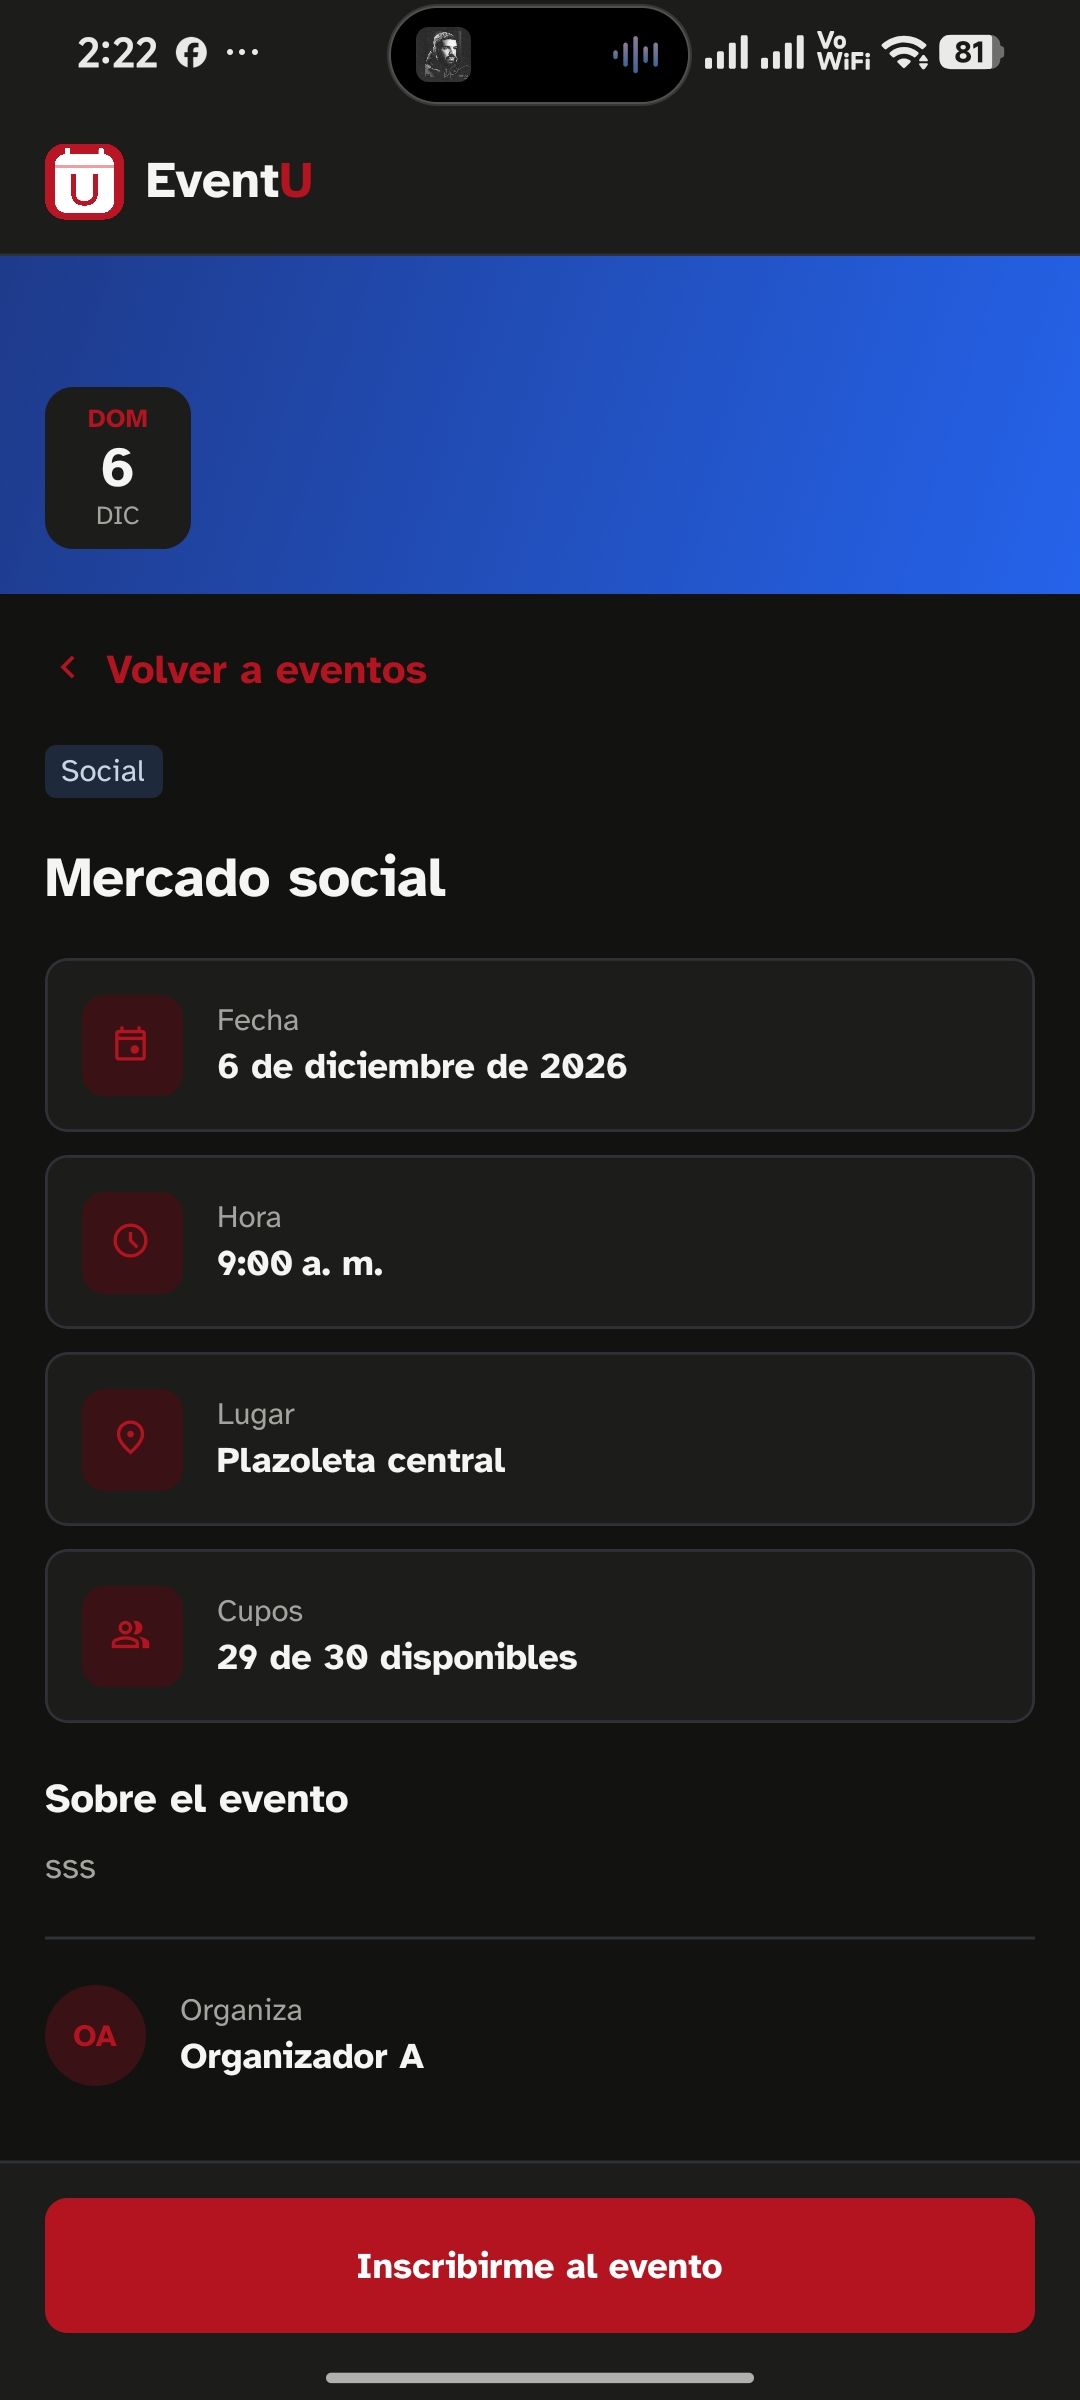 2:22 ... Vo WiFi 81
U EventU
DOM
6
DIC
Volver a eventos
Social
Mercado social
Fecha
6 de diciembre de 2026
Hora
9:00 a. m.
Lugar
Plazoleta central
Cupos
29 de 30 disponibles
Sobre el evento
sss
OA
Organiza
Organizador A
Inscribirme al evento